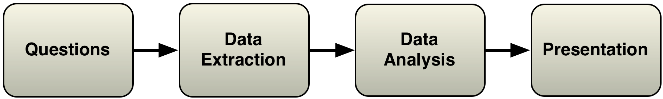 Questions
Data
Extraction
Data
Analysis
Presentation